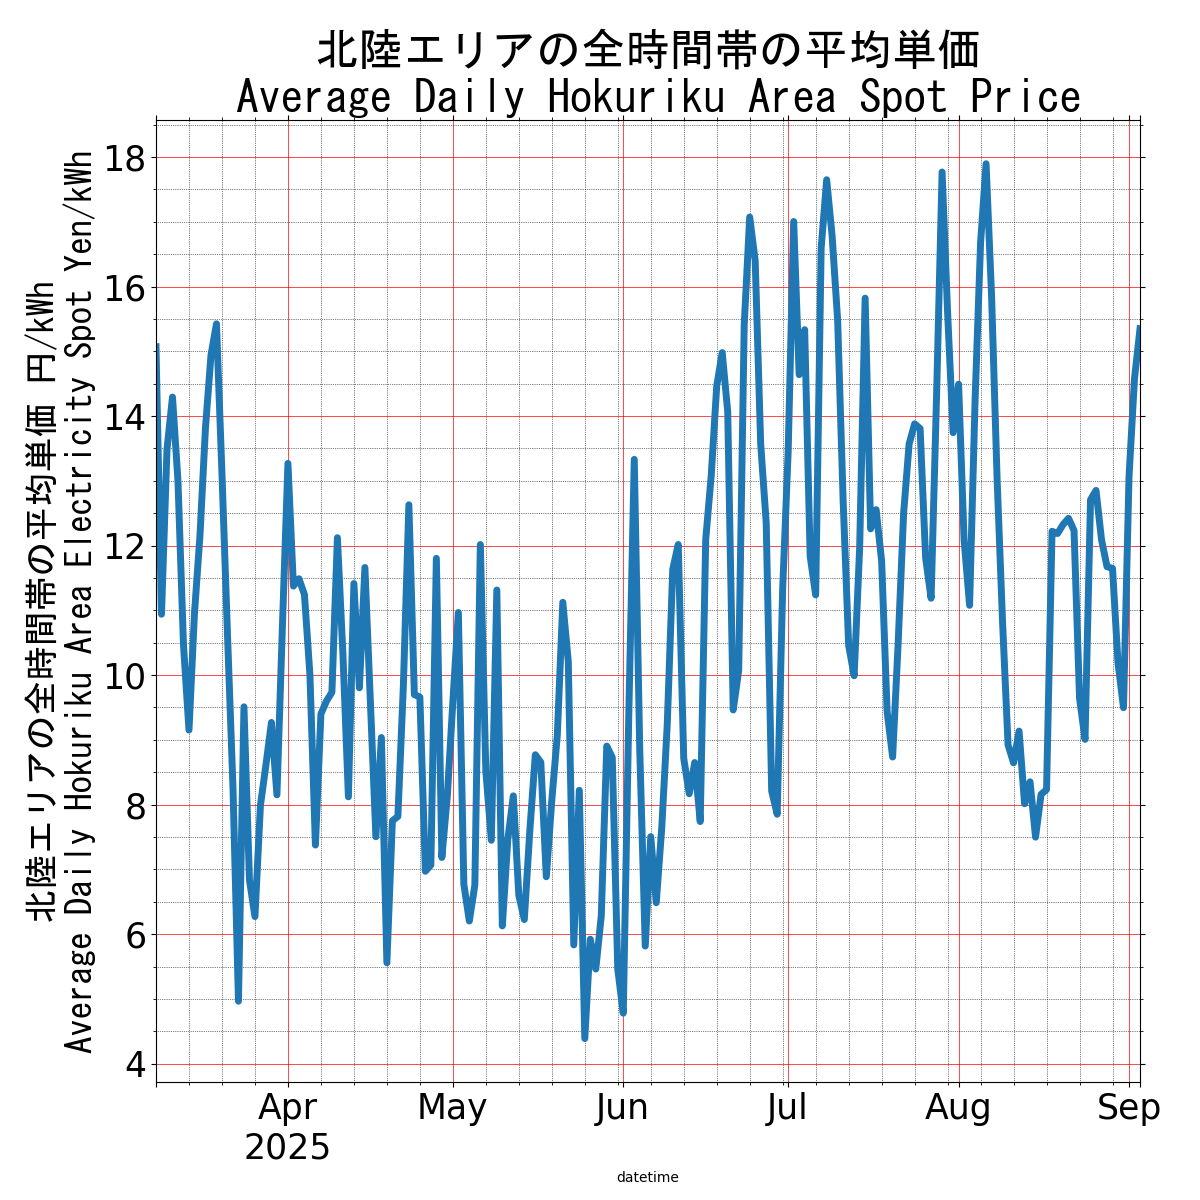 北陸エリアの全時間帯の平均単価
Average Daily Hokuriku Area Spot Price
北陸エリアの全時間帯の平均単価 円/kWh
Average Daily Hokuriku Area Electricity Spot Yen/kWh
18
16
14
12
10
8
6
4
Apr
May
Jun
Jul
Aug
Sep
2025
datetime